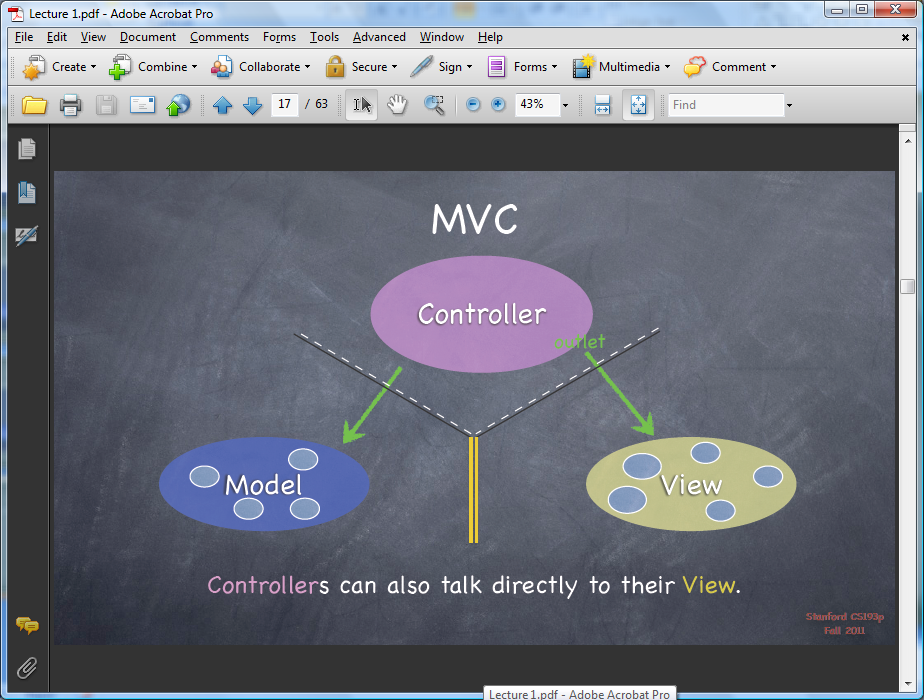 Lecture 1.pdf - Adobe Acrobat Pro
File Edit View Document Comments Forms Tools Advanced Window Help
Create Combine Collaborate Secure Sign Forms Multimedia Comment
17 / 63 43% Find
MVC
Controller
outlet
Model
View
Controllers can also talk directly to their View.
Stanford CS193p
Fall 2011
Lecture 1.pdf - Adobe Acrobat Pro